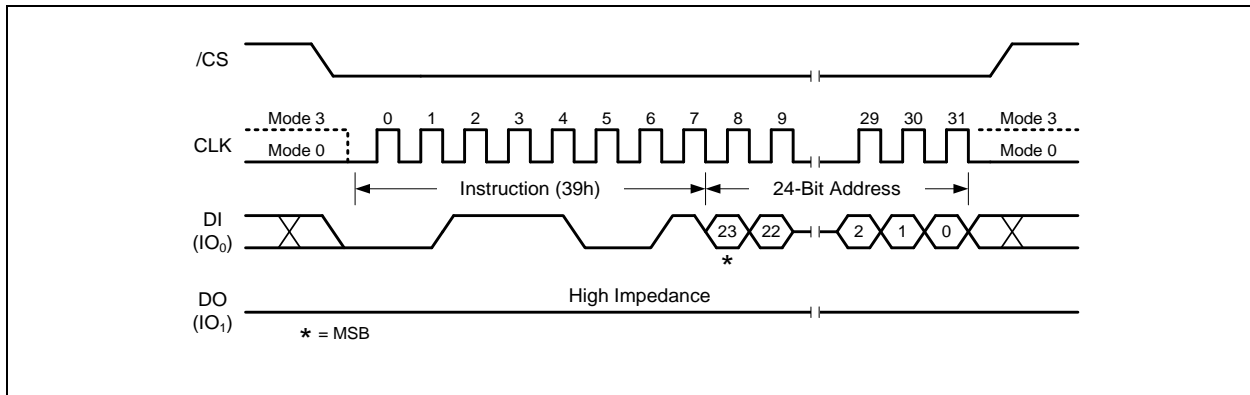 /CS
Mode 3 0 1 2 3 4 5 6 7 8 9 29 30 31 Mode 3
CLK
Mode 0 Mode 0
Instruction (39h) 24-Bit Address
DI
(IO₀)
23 22 2 1 0
*
High Impedance
DO
(IO₁)
* = MSB